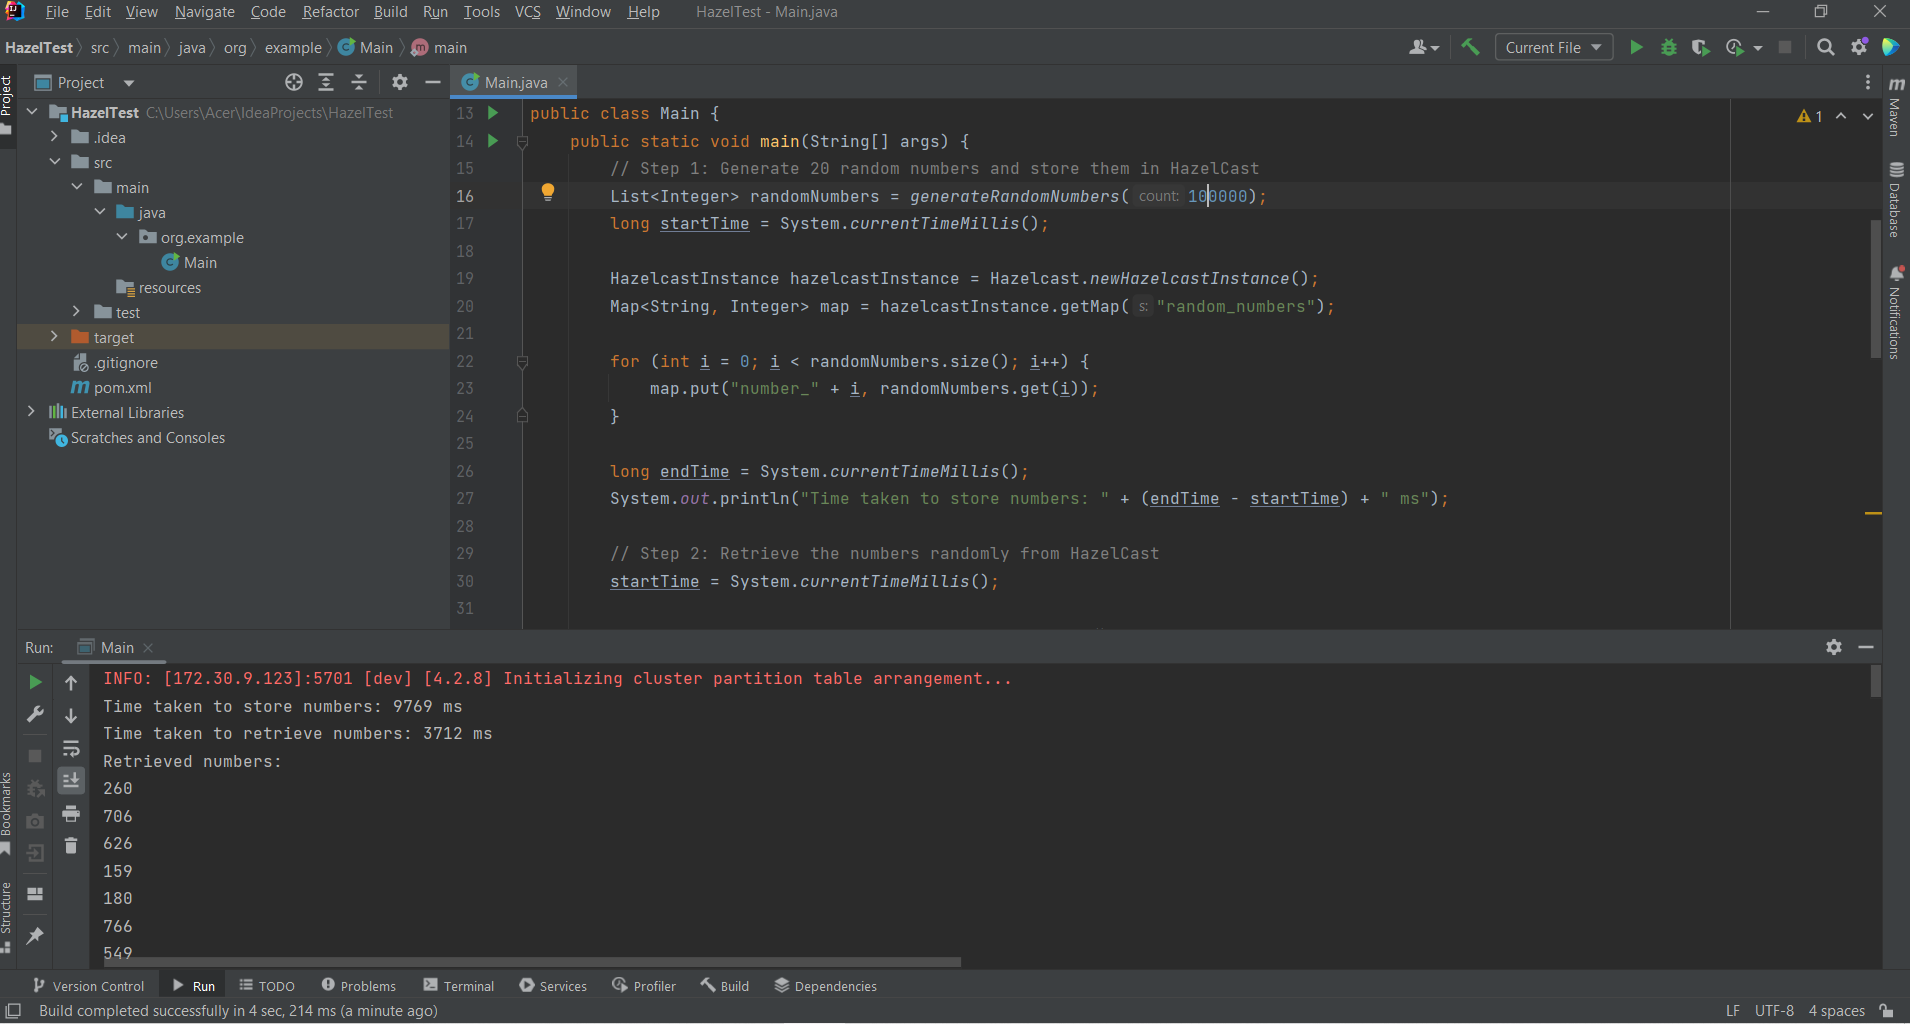 File Edit View Navigate Code Refactor Build Run Tools VCS Window Help HazelTest - Main.java
HazelTest src main java org example Main main
Current File
Project
Main.java
Project
HazelTest C:\Users\Acer\IdeaProjects\HazelTest
.idea
src
main
java
org.example
Main
resources
test
target
.gitignore
pom.xml
External Libraries
Scratches and Consoles
13 public class Main {
14 public static void main(String[] args) {
15 // Step 1: Generate 20 random numbers and store them in HazelCast
16 List<Integer> randomNumbers = generateRandomNumbers( count: 100000);
17 long startTime = System.currentTimeMillis();
18
19 HazelcastInstance hazelcastInstance = Hazelcast.newHazelcastInstance();
20 Map<String, Integer> map = hazelcastInstance.getMap( s: "random_numbers");
21
22 for (int i = 0; i < randomNumbers.size(); i++) {
23 map.put("number_" + i, randomNumbers.get(i));
24 }
25
26 long endTime = System.currentTimeMillis();
27 System.out.println("Time taken to store numbers: " + (endTime - startTime) + " ms");
28
29 // Step 2: Retrieve the numbers randomly from HazelCast
30 startTime = System.currentTimeMillis();
31
1
Maven
Database
Notifications
Run: Main
INFO: [172.30.9.123]:5701 [dev] [4.2.8] Initializing cluster partition table arrangement...
Time taken to store numbers: 9769 ms
Time taken to retrieve numbers: 3712 ms
Retrieved numbers:
260
706
626
159
180
766
549
Bookmarks
Structure
Version Control Run TODO Problems Terminal Services Profiler Build Dependencies
Build completed successfully in 4 sec, 214 ms (a minute ago)
LF UTF-8 4 spaces